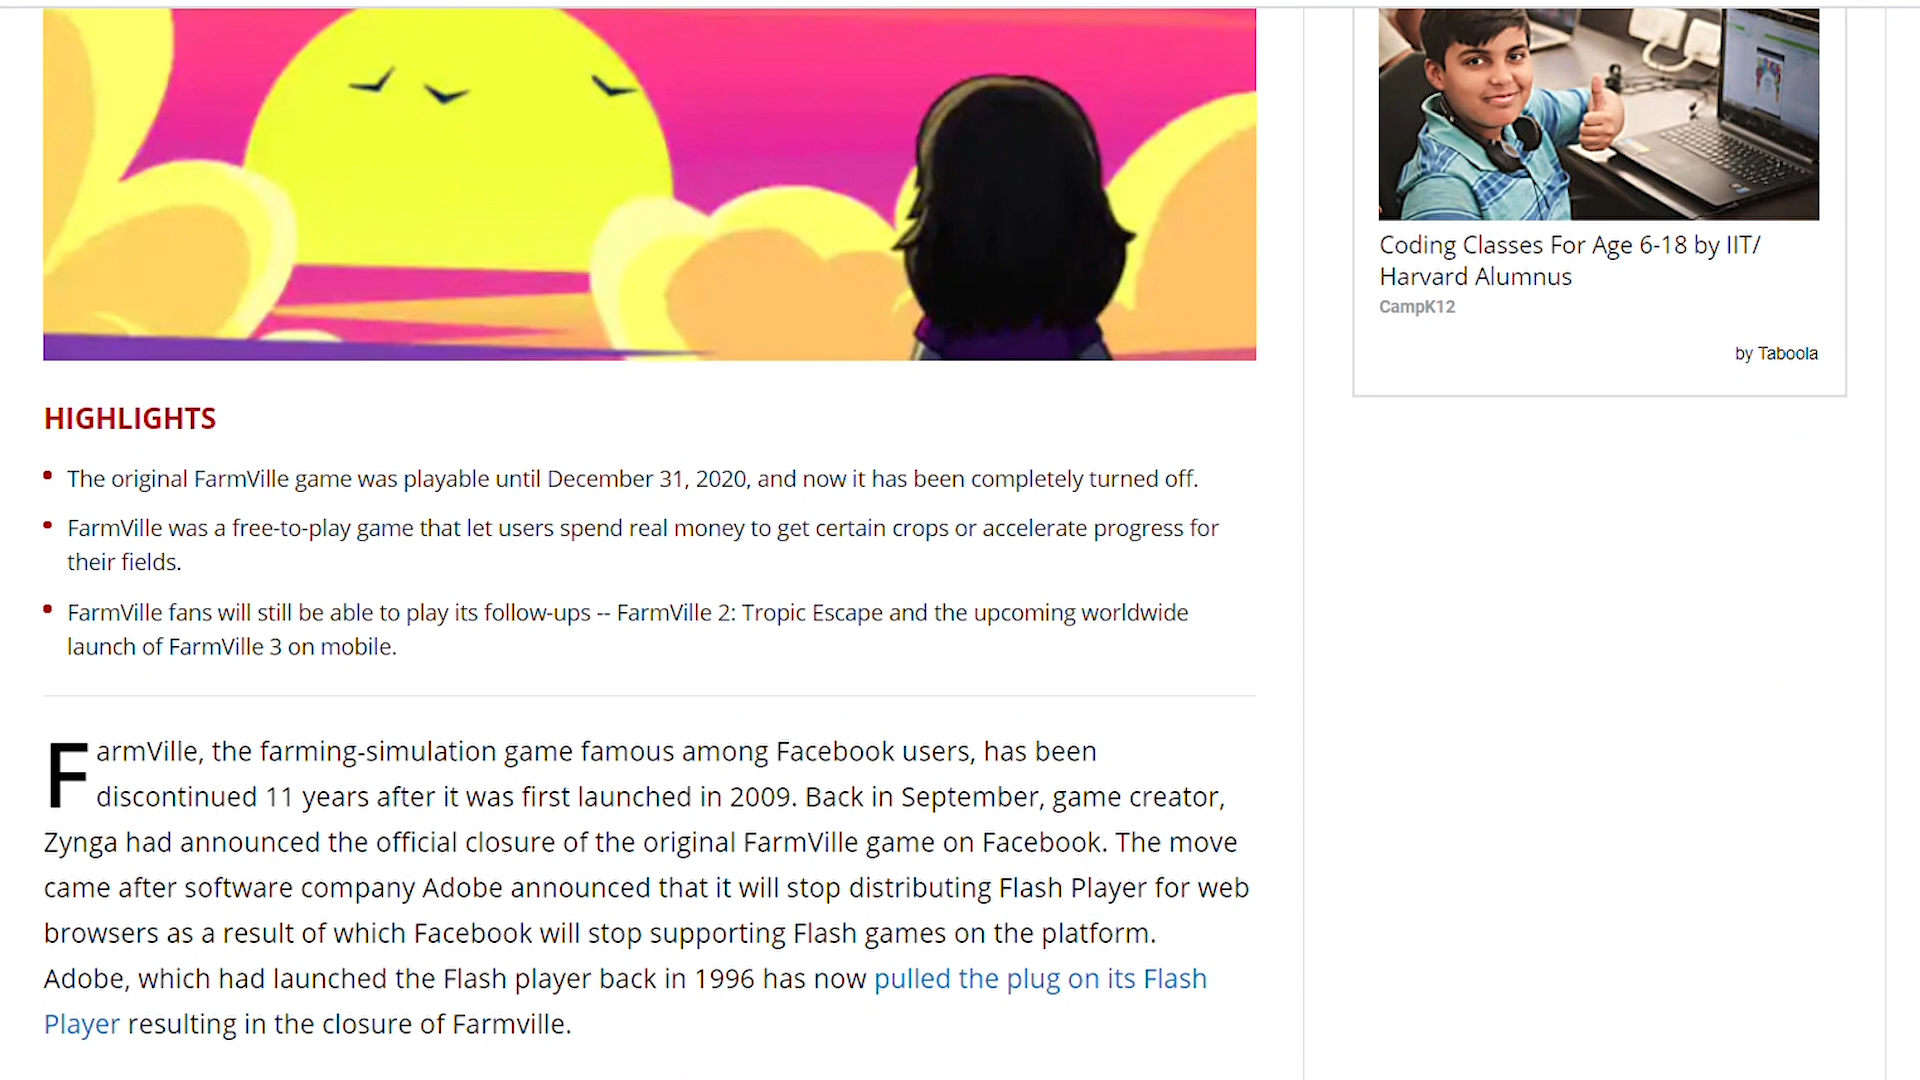 HIGHLIGHTS
The original FarmVille game was playable until December 31, 2020, and now it has been completely turned off.
FarmVille was a free-to-play game that let users spend real money to get certain crops or accelerate progress for
their fields.
FarmVille fans will still be able to play its follow-ups -- FarmVille 2: Tropic Escape and the upcoming worldwide
launch of FarmVille 3 on mobile.
FarmVille, the farming-simulation game famous among Facebook users, has been
discontinued 11 years after it was first launched in 2009. Back in September, game creator,
Zynga had announced the official closure of the original FarmVille game on Facebook. The move
came after software company Adobe announced that it will stop distributing Flash Player for web
browsers as a result of which Facebook will stop supporting Flash games on the platform.
Adobe, which had launched the Flash player back in 1996 has now pulled the plug on its Flash
Player resulting in the closure of Farmville.
Coding Classes For Age 6-18 by IIT/
Harvard Alumnus
CampK12
by Taboola